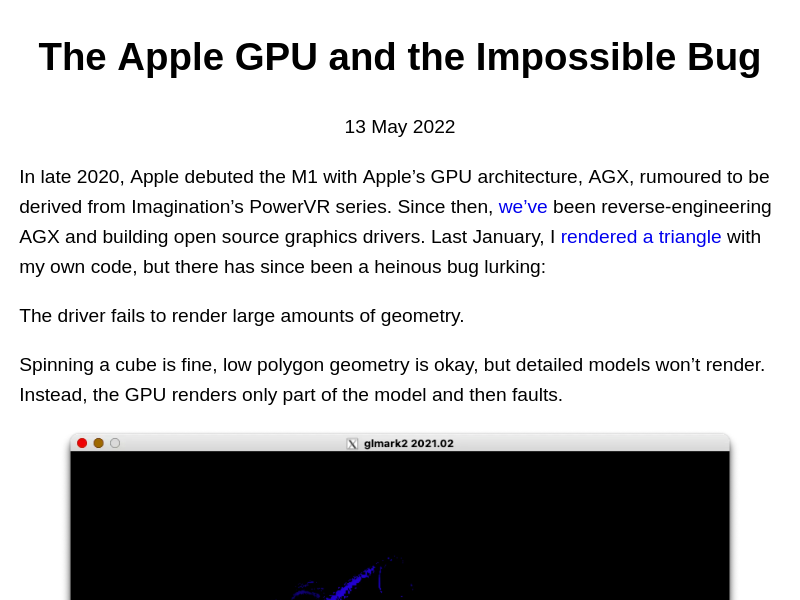 The Apple GPU and the Impossible Bug
13 May 2022
In late 2020, Apple debuted the M1 with Apple’s GPU architecture, AGX, rumoured to be
derived from Imagination’s PowerVR series. Since then, we’ve been reverse-engineering
AGX and building open source graphics drivers. Last January, I rendered a triangle with
my own code, but there has since been a heinous bug lurking:
The driver fails to render large amounts of geometry.
Spinning a cube is fine, low polygon geometry is okay, but detailed models won’t render.
Instead, the GPU renders only part of the model and then faults.
glmark2 2021.02